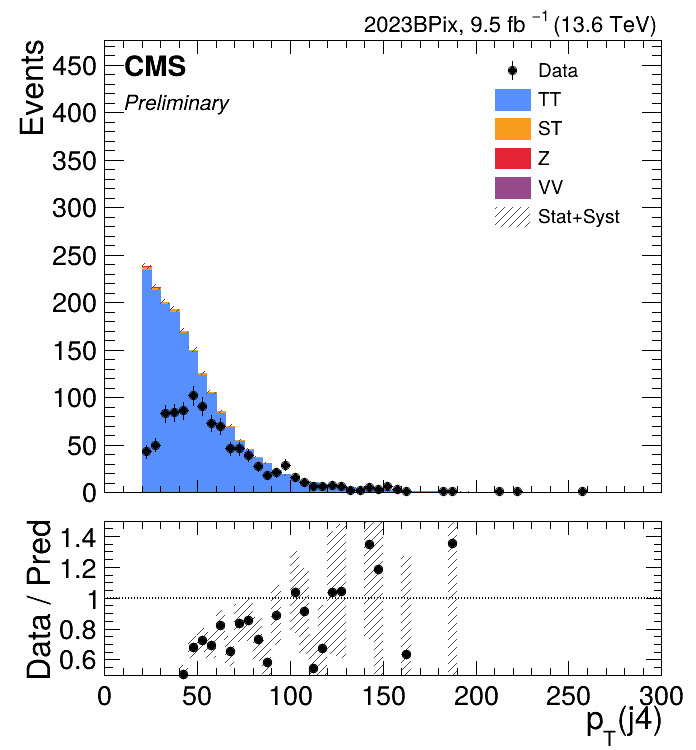 2023BPix, 9.5 fb⁻¹ (13.6 TeV)
CMS
Preliminary
Events
450
400
350
300
250
200
150
100
50
0
Data
TT
ST
Z
VV
Stat+Syst
Data / Pred
1.4
1.2
1
0.8
0.6
0 50 100 150 200 250 300
p_T(j4)